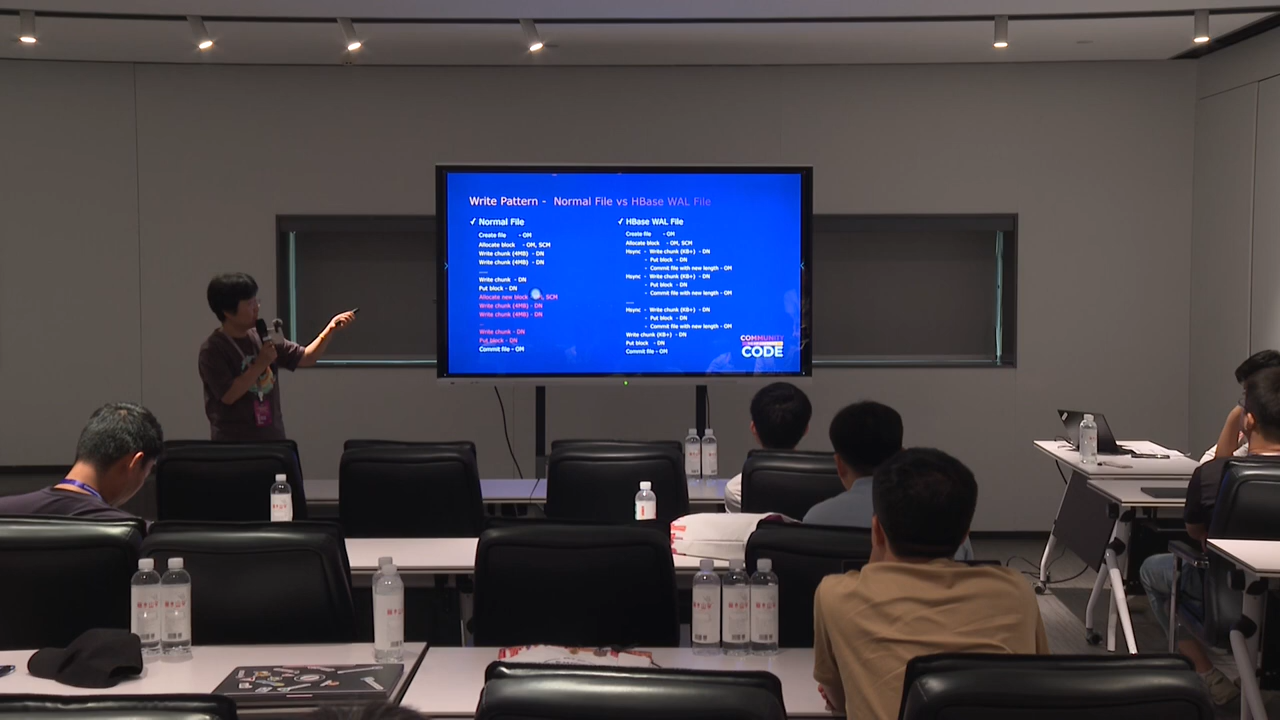 Write Pattern - Normal File vs HBase WAL File
✓ Normal File
Create file - OM
Allocate block - OM, SCM
Write chunk (4MB) - DN
Write chunk (4MB) - DN
......
Write chunk - DN
Put block - DN
Allocate new block - SCM
Write chunk (4MB) - DN
Write chunk (4MB) - DN
...
Write chunk - DN
Put block - DN
Commit file - OM
✓ HBase WAL File
Create file - OM
Allocate block - OM, SCM
Hsync - Write chunk (KB+) - DN
- Put block - DN
- Commit file with new length - OM
Hsync - Write chunk (KB+) - DN
- Put block - DN
- Commit file with new length - OM
......
Hsync - Write chunk (KB+) - DN
- Put block - DN
- Commit file with new length - OM
Write chunk (KB+) - DN
Put block - DN
Commit file - OM
COMMUNITY
CODE